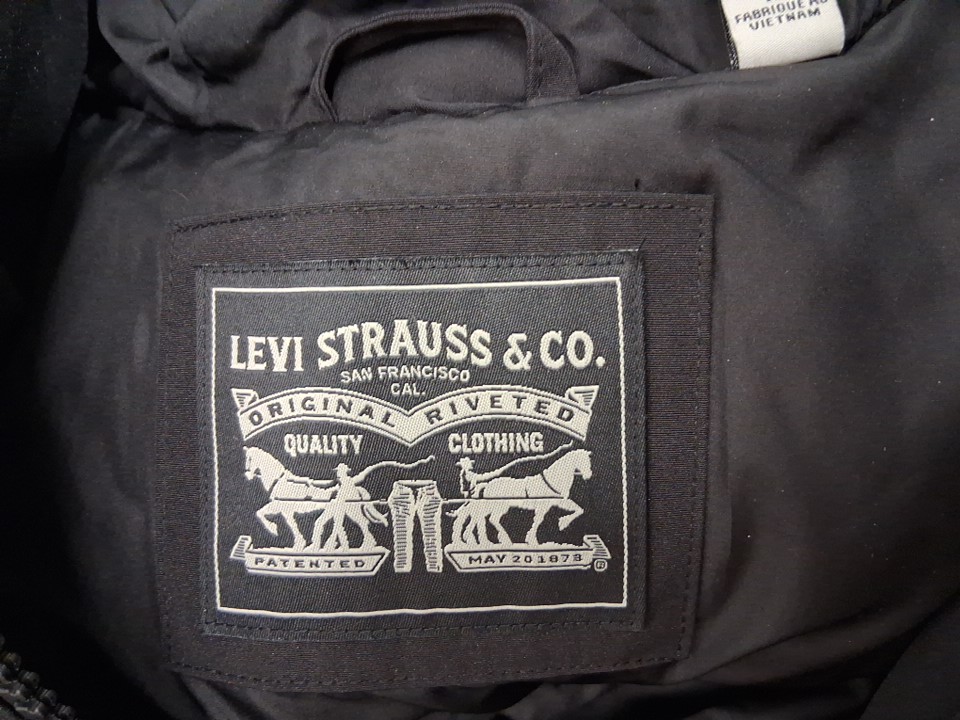 FABRIQUÉ AU
VIETNAM
LEVI STRAUSS & CO.
SAN FRANCISCO
CAL.
ORIGINAL RIVETED
QUALITY CLOTHING
PATENTED MAY 20 1873 ®